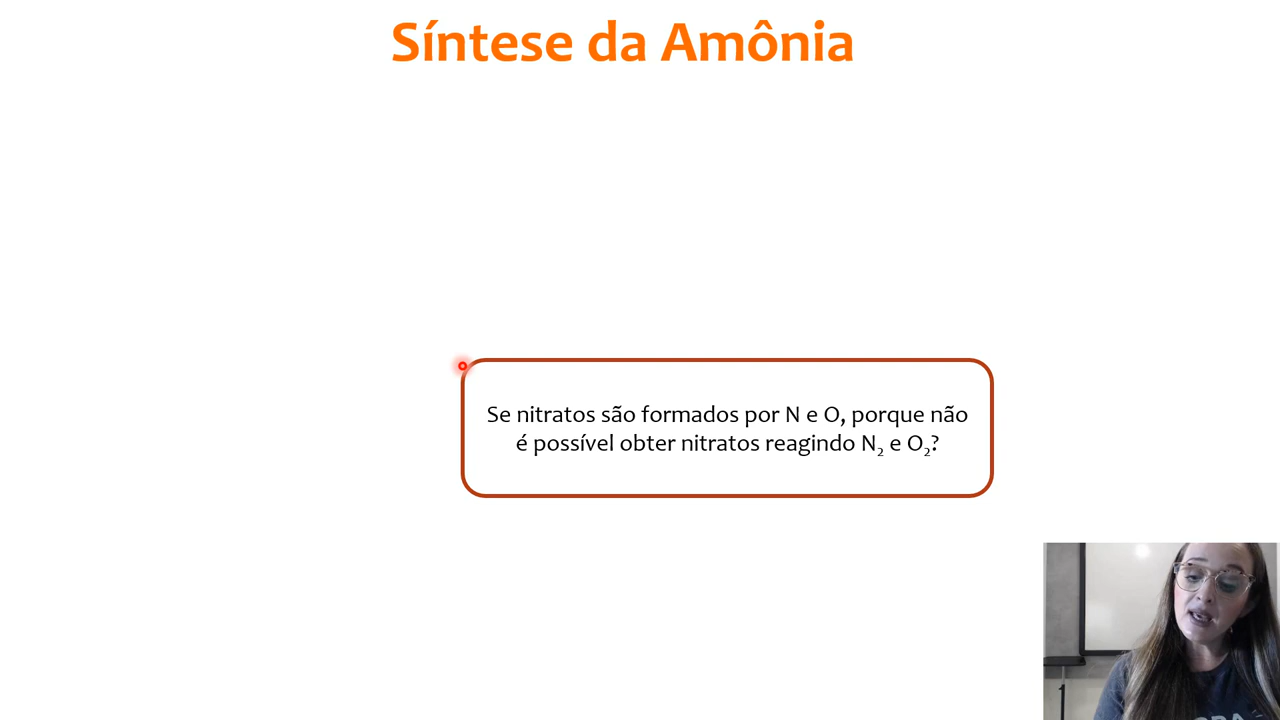 Síntese da Amônia
Se nitratos são formados por N e O, porque não
é possível obter nitratos reagindo N₂ e O₂?